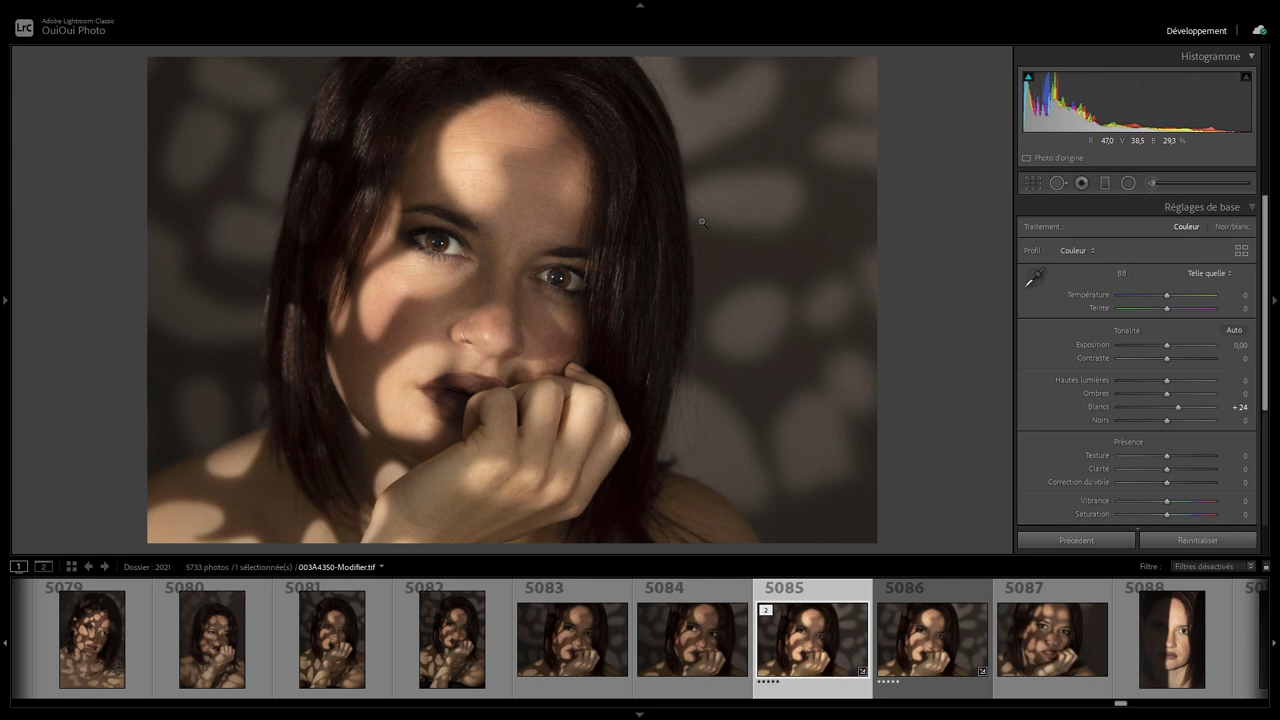 Lrc
Adobe Lightroom Classic
OuiOui Photo
Développement
Histogramme
R 47,0 V 38,5 B 29,3 %
Photo d'origine
Réglages de base
Traitement : Couleur Noir/blanc
Profil : Couleur
BB : Telle quelle
Température 0
Teinte 0
Tonalité Auto
Exposition 0,00
Contraste 0
Hautes lumières 0
Ombres 0
Blancs + 24
Noirs 0
Présence
Texture 0
Clarté 0
Correction du voile 0
Vibrance 0
Saturation 0
Précédent Réinitialiser
1 2 Dossier : 2021 5733 photos /1 sélectionnée(s) /003A4350-Modifier.tif Filtre : Filtres désactivés
5079 5080 5081 5082 5083 5084 5085 5086 5087 5088
2